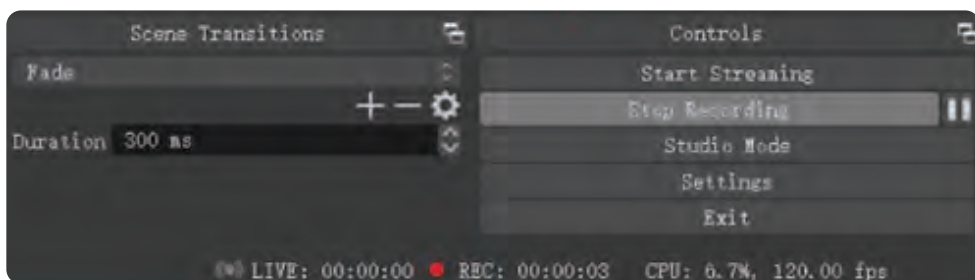 Scene Transitions
Fade
Duration 300 ms
Controls
Start Streaming
Stop Recording
Studio Mode
Settings
Exit
LIVE: 00:00:00 REC: 00:00:03 CPU: 6.7%, 120.00 fps